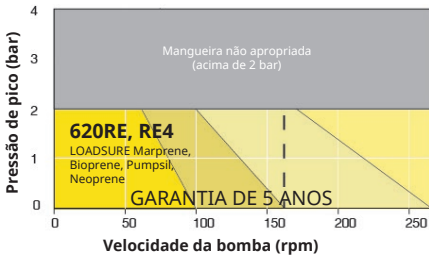 Pressão de pico (bar)
4
3
2
1
0
Mangueira não apropriada
(acima de 2 bar)
620RE, RE4
LOADSURE Marprene,
Bioprene, Pumpsil,
Neoprene
GARANTIA DE 5 ANOS
0 50 100 150 200 250
Velocidade da bomba (rpm)